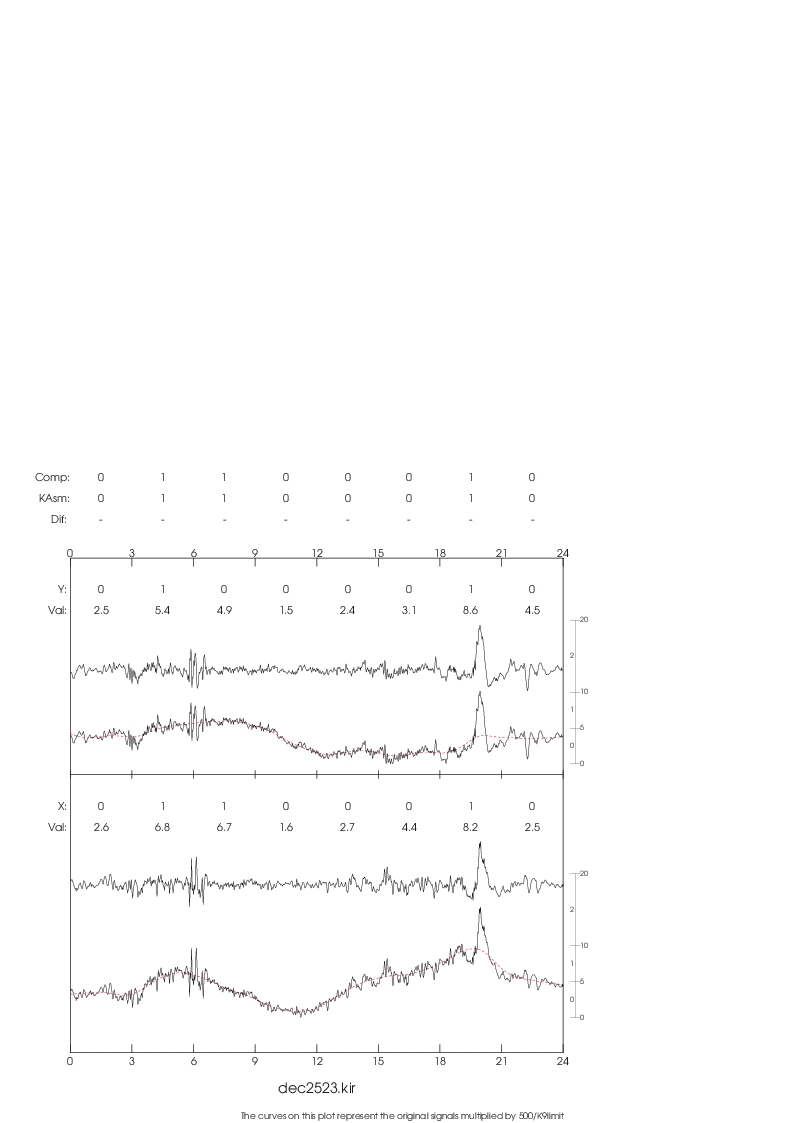 Comp: 0 1 1 0 0 0 1 0
KAsm: 0 1 1 0 0 0 1 0
Dif: - - - - - - - -
0 3 6 9 12 15 18 21 24
Y: 0 1 0 0 0 0 1 0
Val: 2.5 5.4 4.9 1.5 2.4 3.1 8.6 4.5
20
2
10
1
5
0
0
X: 0 1 1 0 0 0 1 0
Val: 2.6 6.8 6.7 1.6 2.7 4.4 8.2 2.5
20
2
10
1
5
0
0
0 3 6 9 12 15 18 21 24
dec2523.kir
The curves on this plot represent the original signals multiplied by 500/K9limit